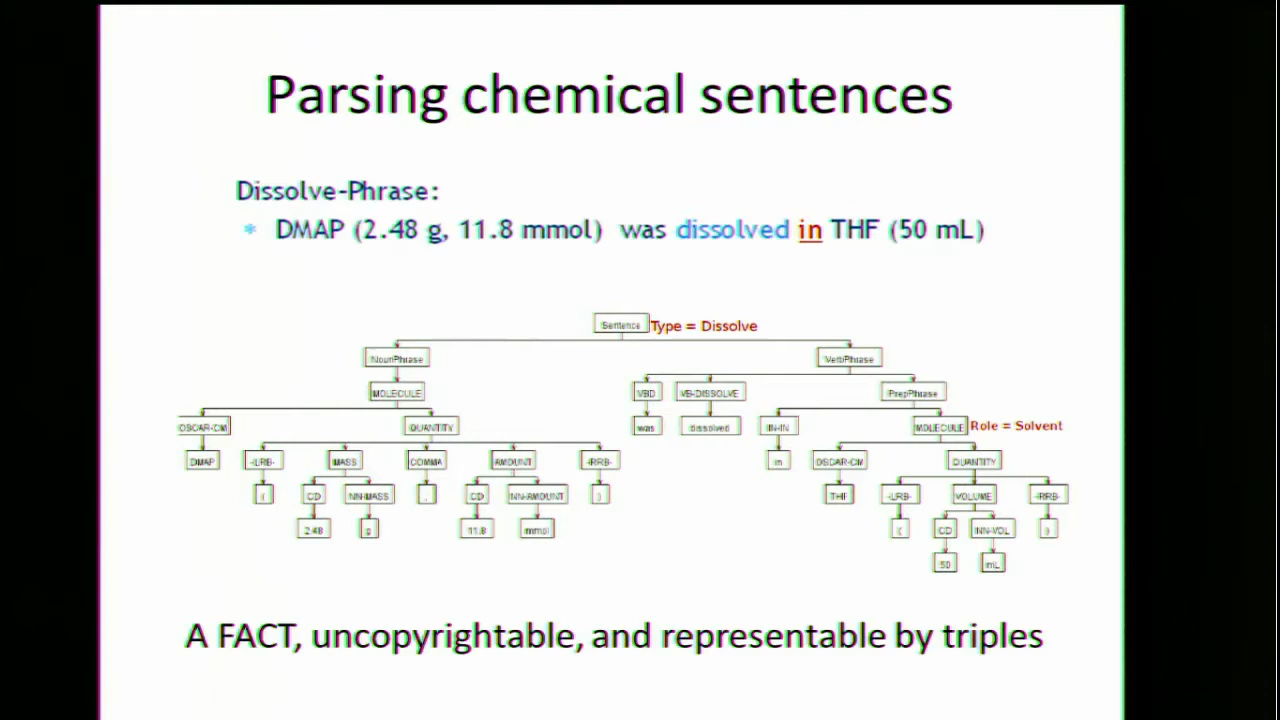 Parsing chemical sentences
Dissolve-Phrase:
* DMAP (2.48 g, 11.8 mmol) was dissolved in THF (50 mL)
Sentence Type = Dissolve
NounPhrase VerbPhrase
MOLECULE VBD VB-DISSOLVE PrepPhrase
OSCAR-CM QUANTITY was dissolved IN-IN MOLECULE Role = Solvent
DMAP -LRB- MASS COMMA AMOUNT -RRB- in OSCAR-CM QUANTITY
( CD NN-MASS , CD NN-AMOUNT ) THF -LRB- VOLUME -RRB-
2.48 g 11.8 mmol ( CD NN-VOL )
50 mL
A FACT, uncopyrightable, and representable by triples